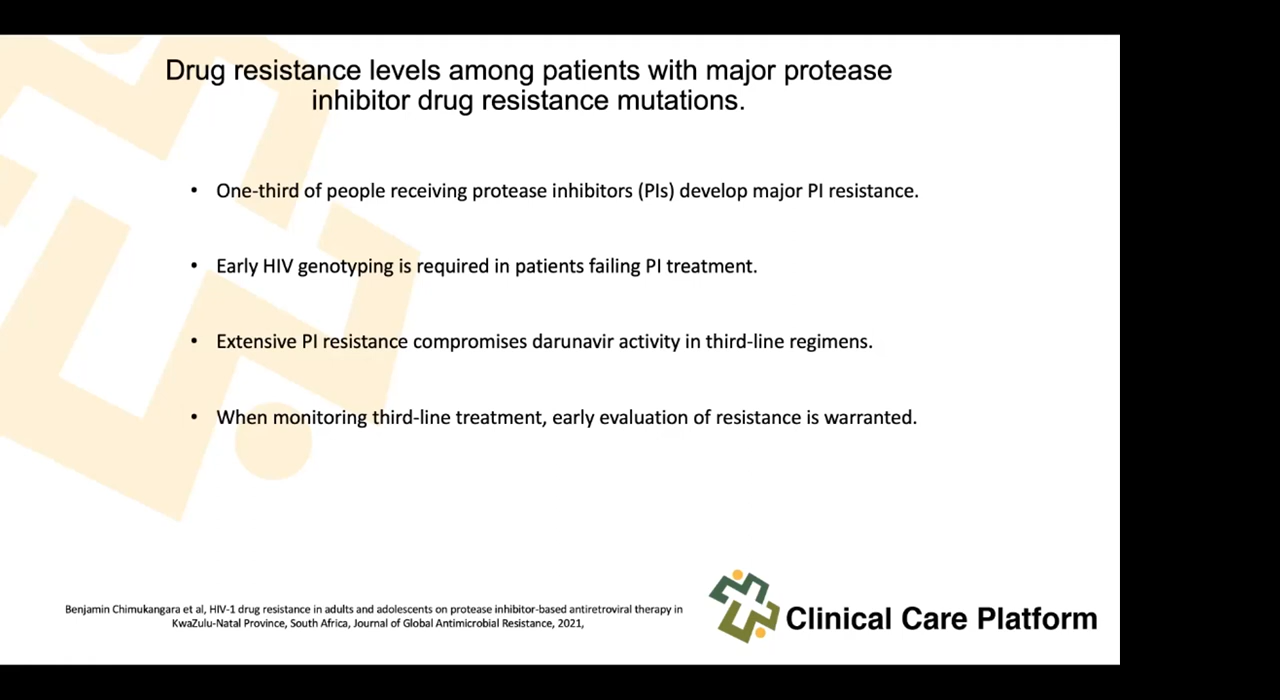 Drug resistance levels among patients with major protease
inhibitor drug resistance mutations.
• One-third of people receiving protease inhibitors (PIs) develop major PI resistance.
• Early HIV genotyping is required in patients failing PI treatment.
• Extensive PI resistance compromises darunavir activity in third-line regimens.
• When monitoring third-line treatment, early evaluation of resistance is warranted.
Benjamin Chimukangara et al, HIV-1 drug resistance in adults and adolescents on protease inhibitor-based antiretroviral therapy in
KwaZulu-Natal Province, South Africa, Journal of Global Antimicrobial Resistance, 2021,
Clinical Care Platform